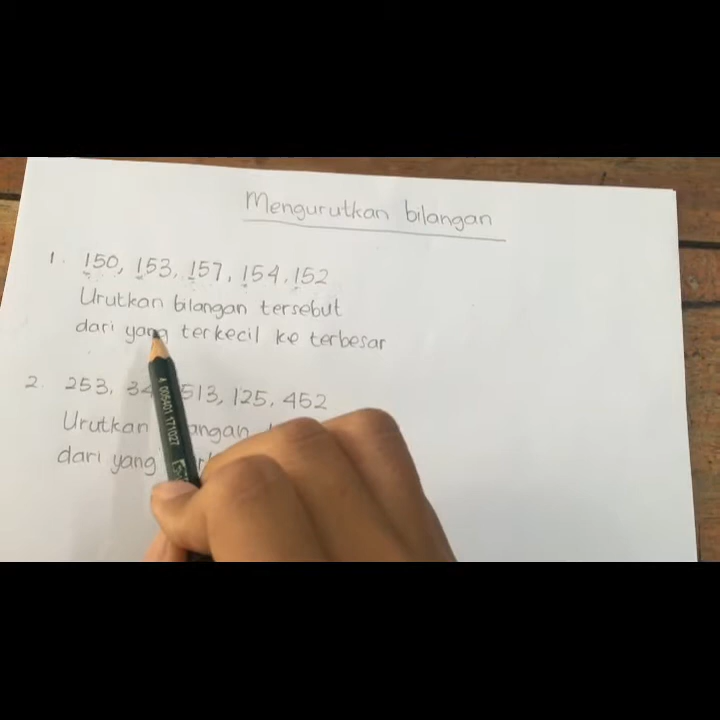 Mengurutkan bilangan
1. 150, 153, 157, 154, 152
Urutkan bilangan tersebut
dari yang terkecil ke terbesar
2. 253, 513, 125, 452
Urutkan
dari yang